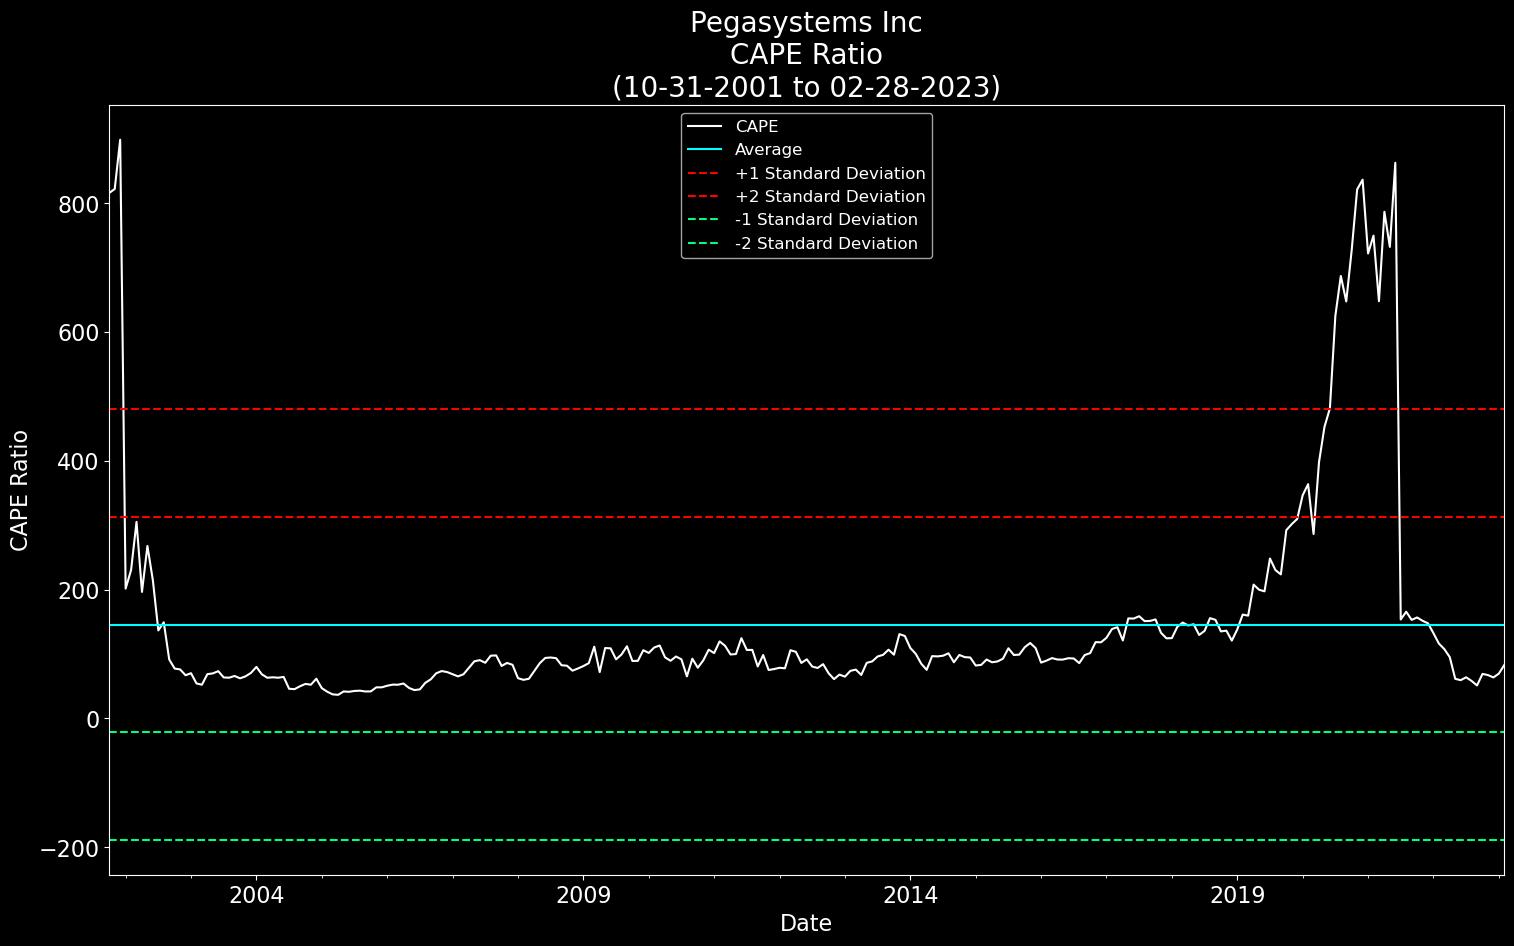 Pegasystems Inc
CAPE Ratio
(10-31-2001 to 02-28-2023)
CAPE
Average
+1 Standard Deviation
+2 Standard Deviation
-1 Standard Deviation
-2 Standard Deviation
CAPE Ratio
800
600
400
200
0
−200
2004
2009
2014
2019
Date